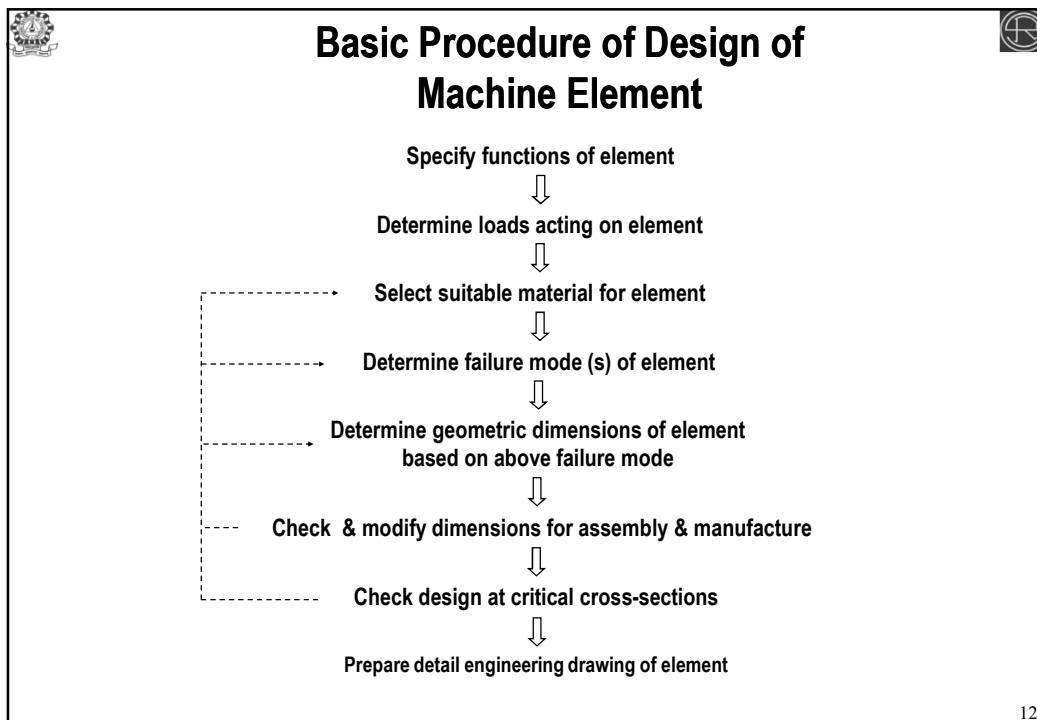 Basic Procedure of Design of
Machine Element
Specify functions of element
Determine loads acting on element
Select suitable material for element
Determine failure mode (s) of element
Determine geometric dimensions of element
based on above failure mode
Check & modify dimensions for assembly & manufacture
Check design at critical cross-sections
Prepare detail engineering drawing of element
12